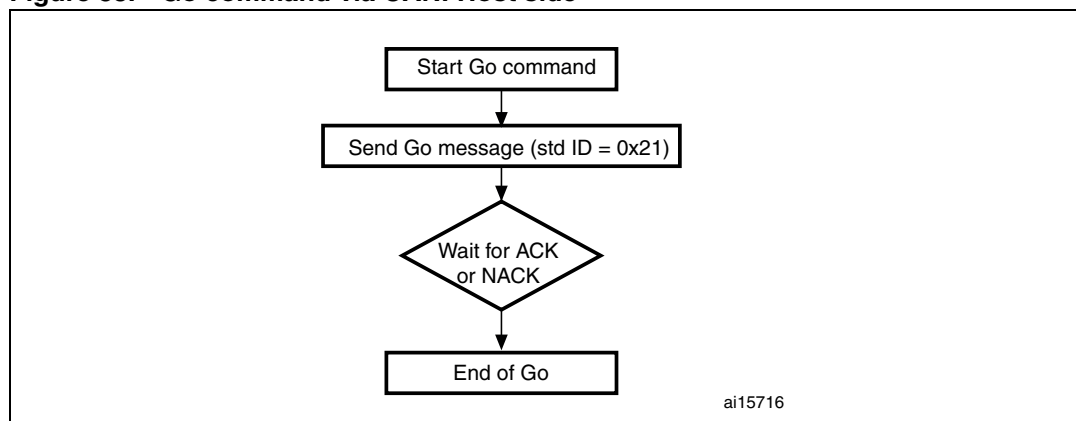 Start Go command
Send Go message (std ID = 0x21)
Wait for ACK
or NACK
End of Go
ai15716